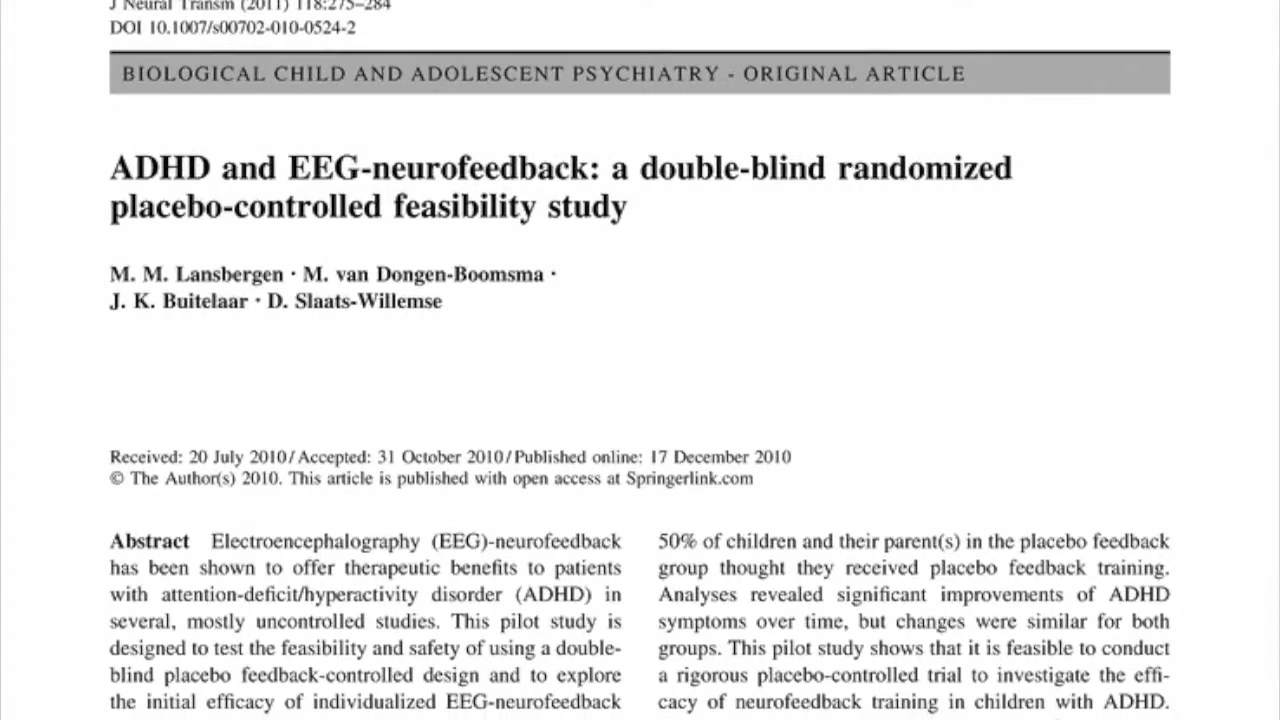 J Neural Transm (2011) 118:275–284
DOI 10.1007/s00702-010-0524-2
BIOLOGICAL CHILD AND ADOLESCENT PSYCHIATRY - ORIGINAL ARTICLE
ADHD and EEG-neurofeedback: a double-blind randomized
placebo-controlled feasibility study
M. M. Lansbergen · M. van Dongen-Boomsma ·
J. K. Buitelaar · D. Slaats-Willemse
Received: 20 July 2010 / Accepted: 31 October 2010 / Published online: 17 December 2010
© The Author(s) 2010. This article is published with open access at Springerlink.com
Abstract Electroencephalography (EEG)-neurofeedback
has been shown to offer therapeutic benefits to patients
with attention-deficit/hyperactivity disorder (ADHD) in
several, mostly uncontrolled studies. This pilot study is
designed to test the feasibility and safety of using a double-
blind placebo feedback-controlled design and to explore
the initial efficacy of individualized EEG-neurofeedback
50% of children and their parent(s) in the placebo feedback
group thought they received placebo feedback training.
Analyses revealed significant improvements of ADHD
symptoms over time, but changes were similar for both
groups. This pilot study shows that it is feasible to conduct
a rigorous placebo-controlled trial to investigate the effi-
cacy of neurofeedback training in children with ADHD.